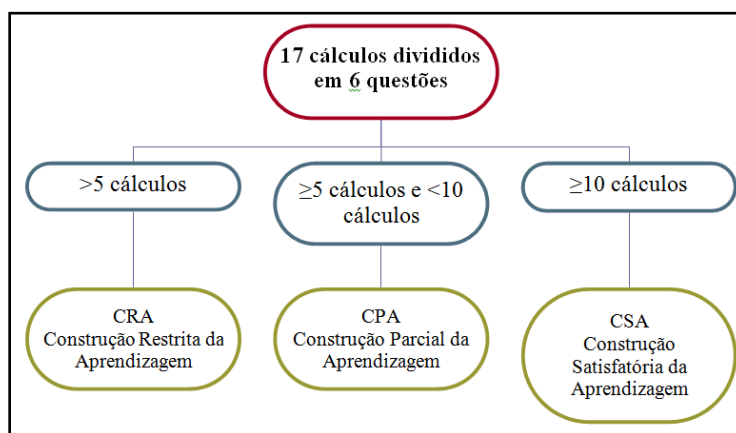 17 cálculos divididos
em 6 questões
>5 cálculos
≥5 cálculos e <10
cálculos
≥10 cálculos
CRA
Construção Restrita da
Aprendizagem
CPA
Construção Parcial da
Aprendizagem
CSA
Construção
Satisfatória da
Aprendizagem